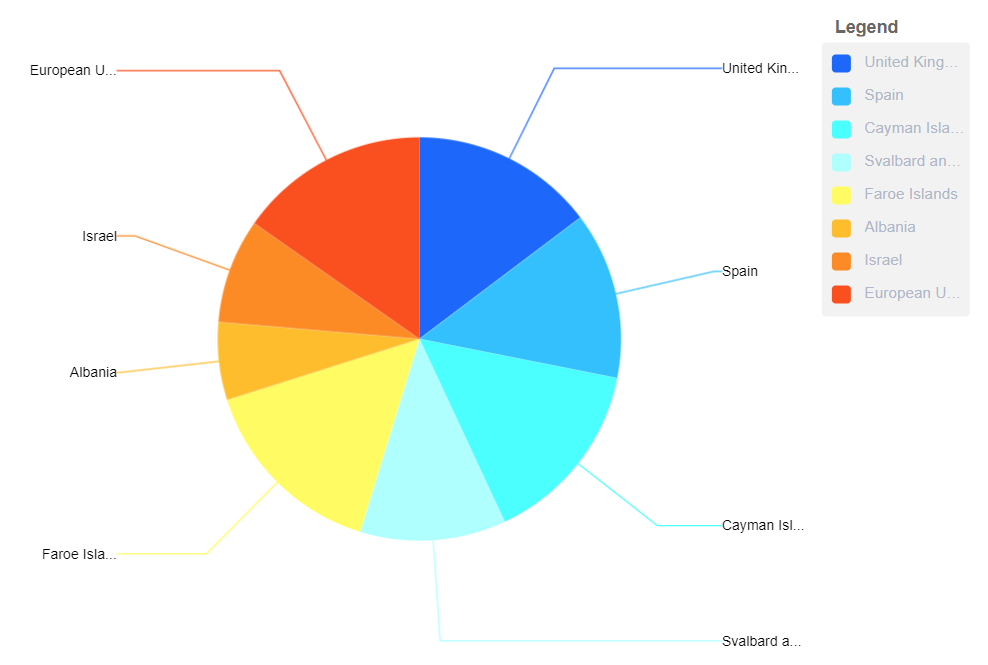 Legend
United King...
Spain
Cayman Isla...
Svalbard an...
Faroe Islands
Albania
Israel
European U...
European U...
United Kin...
Israel
Spain
Albania
Cayman Isl...
Faroe Isla...
Svalbard a...